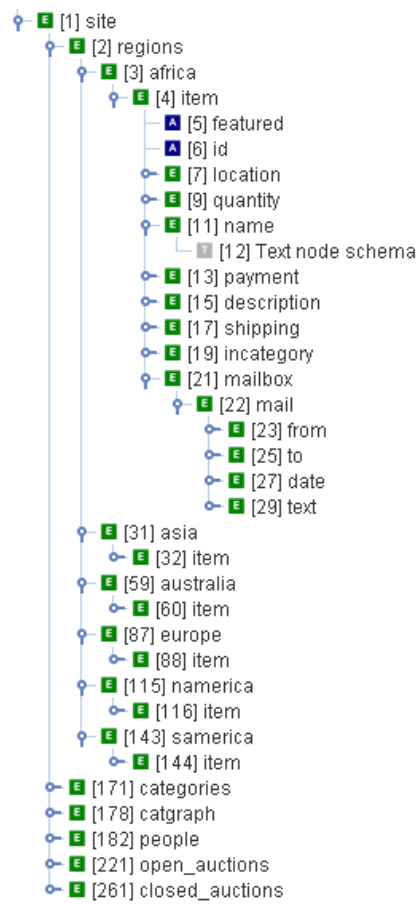 E [1] site
E [2] regions
E [3] africa
E [4] item
A [5] featured
A [6] id
E [7] location
E [9] quantity
E [11] name
T [12] Text node schema
E [13] payment
E [15] description
E [17] shipping
E [19] incategory
E [21] mailbox
E [22] mail
E [23] from
E [25] to
E [27] date
E [29] text
E [31] asia
E [32] item
E [59] australia
E [60] item
E [87] europe
E [88] item
E [115] namerica
E [116] item
E [143] samerica
E [144] item
E [171] categories
E [178] catgraph
E [182] people
E [221] open_auctions
E [261] closed_auctions